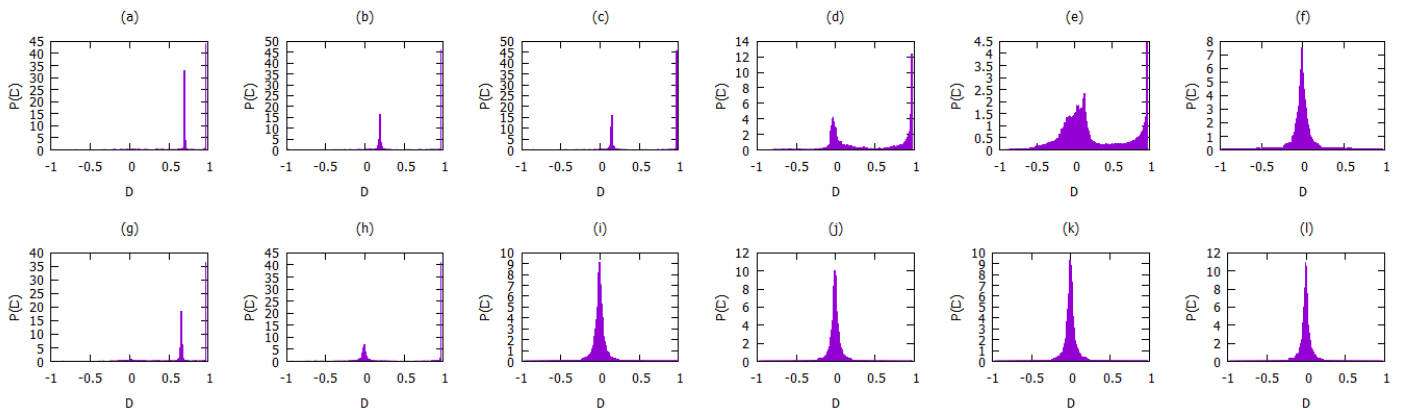 (a) (b) (c) (d) (e) (f)
45 40 35 30 25 20 15 10 5 0 P(C) -1 -0.5 0 0.5 1 D
50 45 40 35 30 25 20 15 10 5 0 P(C) -1 -0.5 0 0.5 1 D
50 45 40 35 30 25 20 15 10 5 0 P(C) -1 -0.5 0 0.5 1 D
14 12 10 8 6 4 2 0 P(C) -1 -0.5 0 0.5 1 D
4.5 4 3.5 3 2.5 2 1.5 1 0.5 0 P(C) -1 -0.5 0 0.5 1 D
8 7 6 5 4 3 2 1 0 P(C) -1 -0.5 0 0.5 1 D
(g) (h) (i) (j) (k) (l)
40 35 30 25 20 15 10 5 0 P(C) -1 -0.5 0 0.5 1 D
45 40 35 30 25 20 15 10 5 0 P(C) -1 -0.5 0 0.5 1 D
10 9 8 7 6 5 4 3 2 1 0 P(C) -1 -0.5 0 0.5 1 D
12 10 8 6 4 2 0 P(C) -1 -0.5 0 0.5 1 D
10 9 8 7 6 5 4 3 2 1 0 P(C) -1 -0.5 0 0.5 1 D
12 10 8 6 4 2 0 P(C) -1 -0.5 0 0.5 1 D